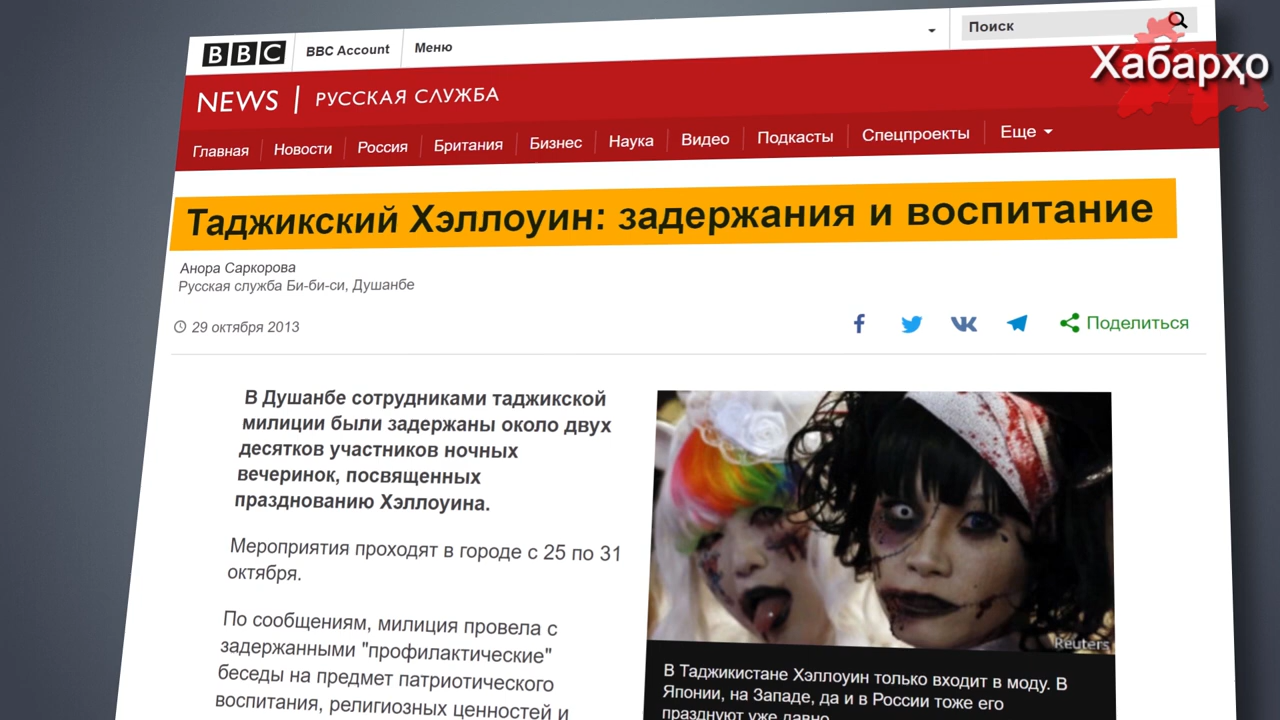 BBC
BBC Account
Меню
Поиск
Хабарҳо
NEWS | РУССКАЯ СЛУЖБА
Главная
Новости
Россия
Британия
Бизнес
Наука
Видео
Подкасты
Спецпроекты
Еще
Таджикский Хэллоуин: задержания и воспитание
Анора Саркорова
Русская служба Би-би-си, Душанбе
29 октября 2013
Поделиться
В Душанбе сотрудниками таджикской
милиции были задержаны около двух
десятков участников ночных
вечеринок, посвященных
празднованию Хэллоуина.
Мероприятия проходят в городе с 25 по 31
октября.
По сообщениям, милиция провела с
задержанными "профилактические"
беседы на предмет патриотического
воспитания, религиозных ценностей и
Reuters
В Таджикистане Хэллоуин только входит в моду. В
Японии, на Западе, да и в России тоже его
празднуют уже давно